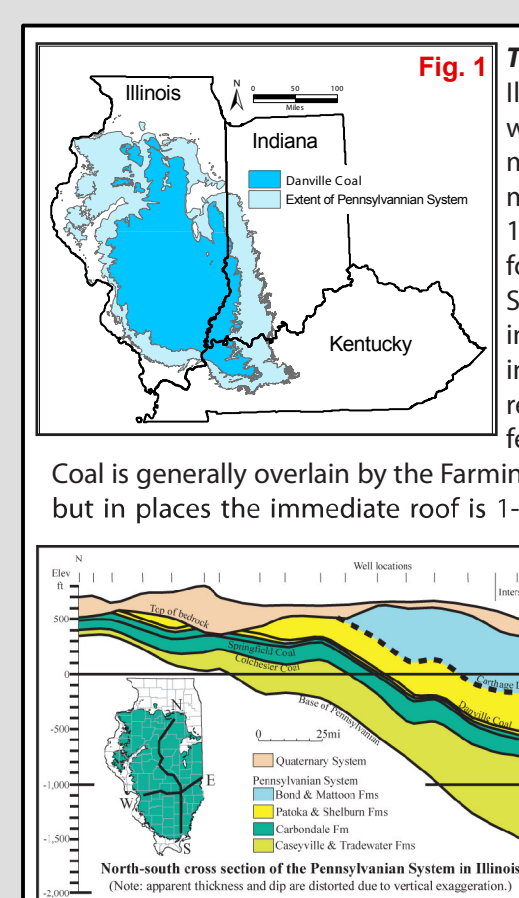 Fig. 1
Illinois
N
0 50 100
Miles
Indiana
Danville Coal
Extent of Pennsylvannian System
Kentucky
T
Il
w
n
m
1
fo
S
in
in
re
fe
Coal is generally overlain by the Farmin
but in places the immediate roof is 1-
N
Elev
ft
Well locations
Inters
500
0
-500
-1,000
-1,500
-2,000
Top of bedrock
Springfield Coal
Colchester Coal
Base of Pennsylvanian
Carthage L
Danville Coal
N
W
E
S
0 25mi
Quaternary System
Pennsylvanian System
Bond & Mattoon Fms
Patoka & Shelburn Fms
Carbondale Fm
Caseyville & Tradewater Fms
North-south cross section of the Pennsylvanian System in Illinois
(Note: apparent thickness and dip are distorted due to vertical exaggeration.)